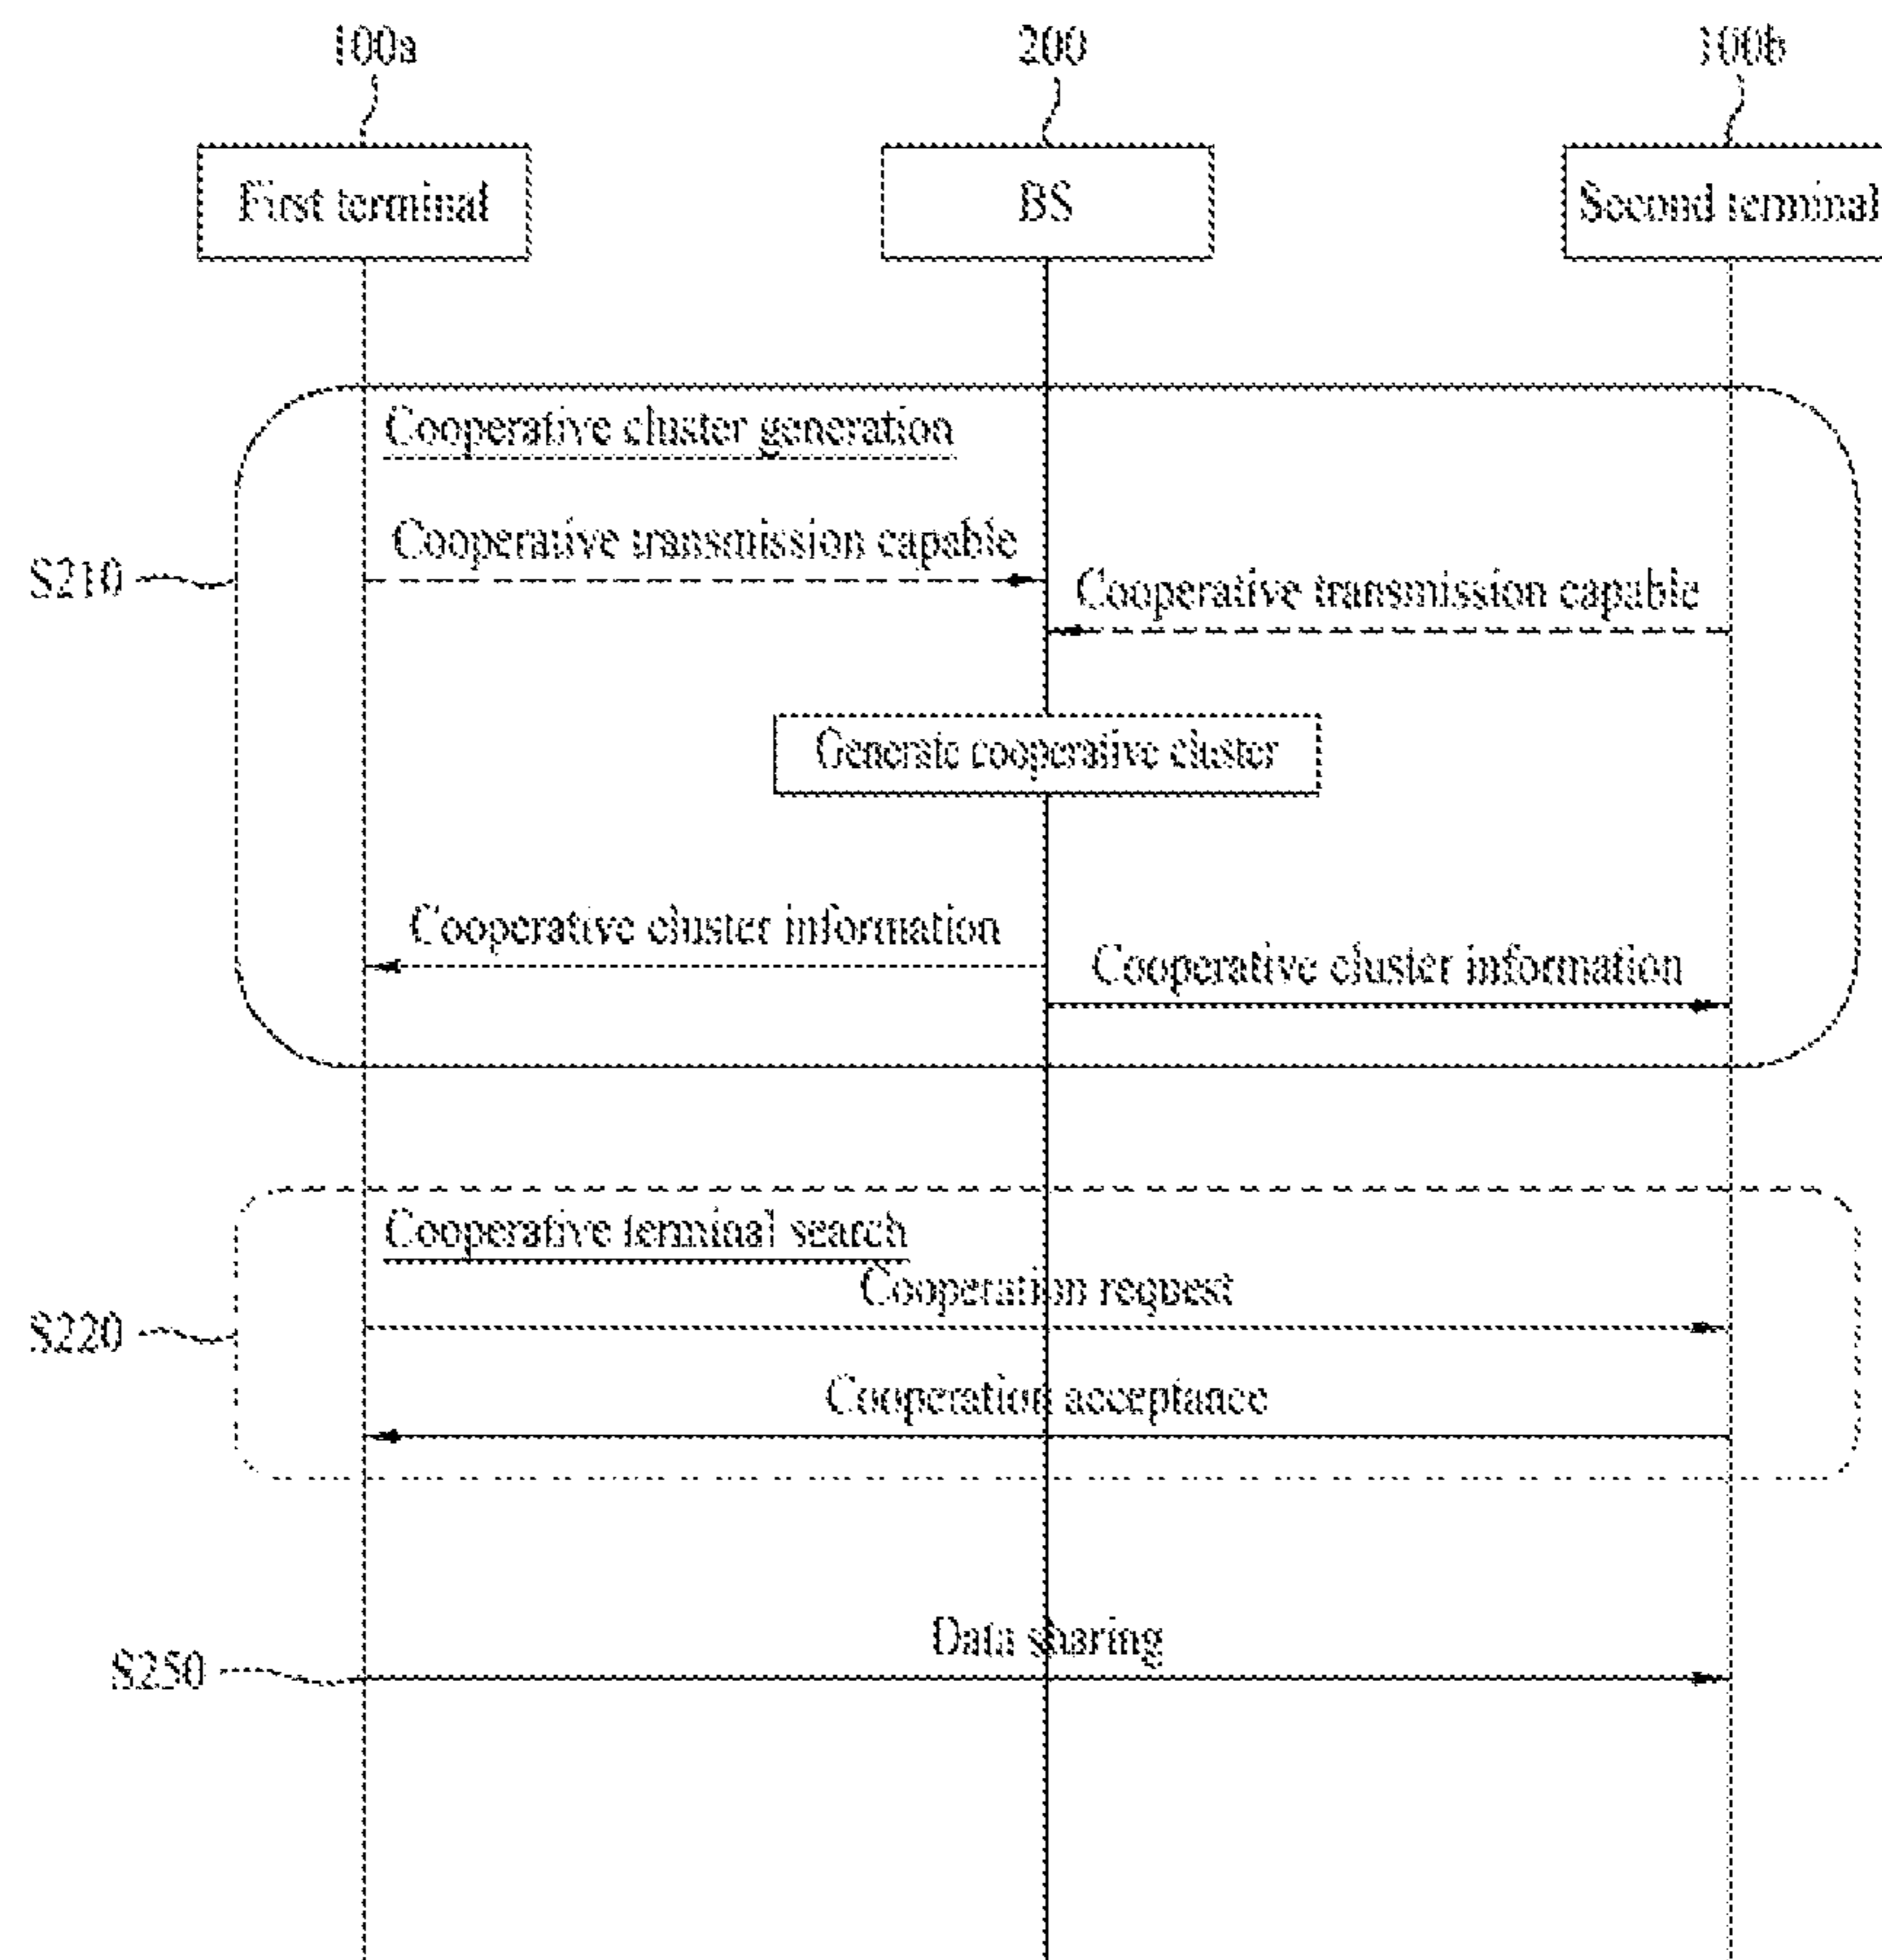 100a
200
100b
First terminal
BS
Second terminal
Cooperative cluster generation
Cooperative transmission capable
S210
Cooperative transmission capable
Generate cooperative cluster
Cooperative cluster information
Cooperative cluster information
Cooperative terminal search
Cooperation request
S220
Cooperation acceptance
Data sharing
S250